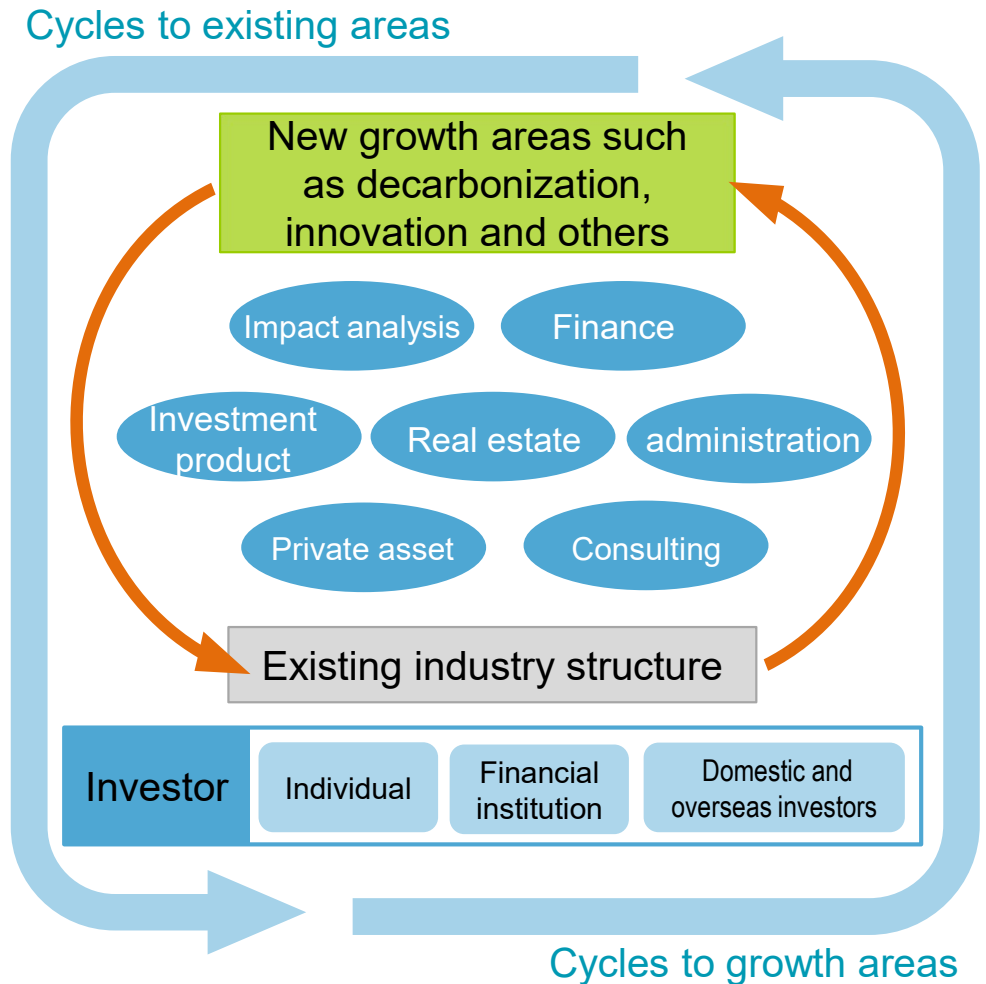 Cycles to existing areas
New growth areas such
as decarbonization,
innovation and others
Impact analysis
Finance
Investment
product
Real estate
administration
Private asset
Consulting
Existing industry structure
Investor
Individual
Financial
institution
Domestic and
overseas investors
Cycles to growth areas